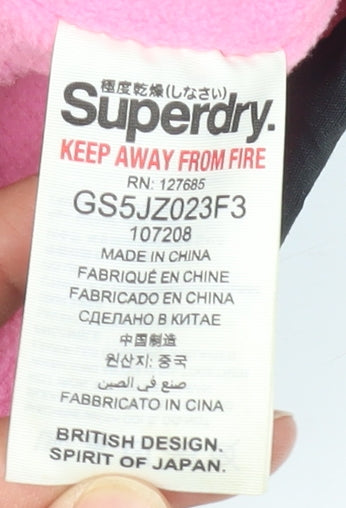 極度乾燥(しなさい)
Superdry.
KEEP AWAY FROM FIRE
RN: 127685
GS5JZ023F3
107208
MADE IN CHINA
FABRIQUÉ EN CHINE
FABRICADO EN CHINA
СДЕЛАНО В КИТАЕ
中国制造
원산지: 중국
صنع في الصين
FABBRICATO IN CINA
BRITISH DESIGN.
SPIRIT OF JAPAN.